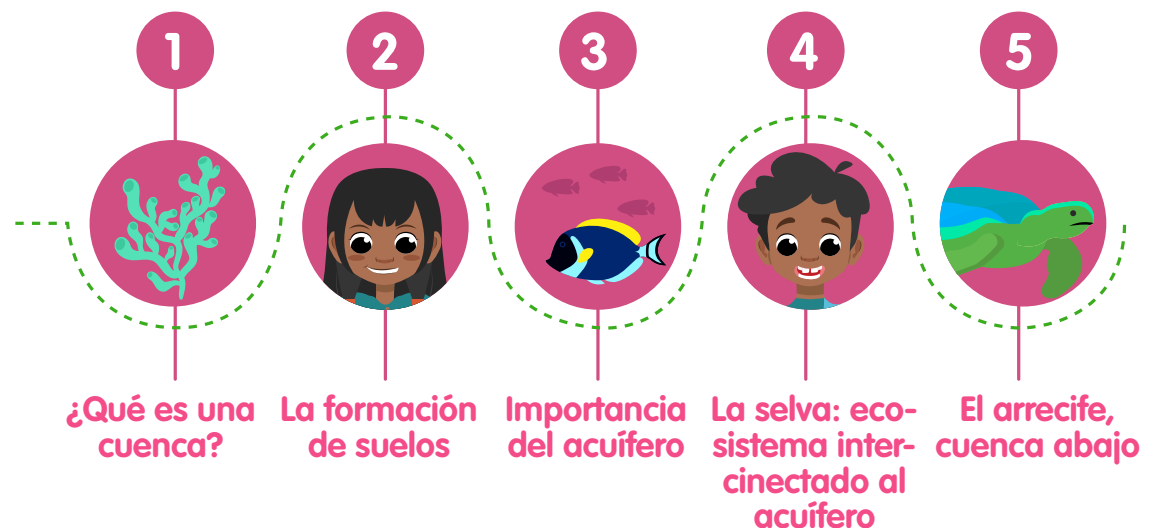 1
2
3
4
5
¿Qué es una
cuenca?
La formación
de suelos
Importancia
del acuífero
La selva: eco-
sistema inter-
cinectado al
acuífero
El arrecife,
cuenca abajo